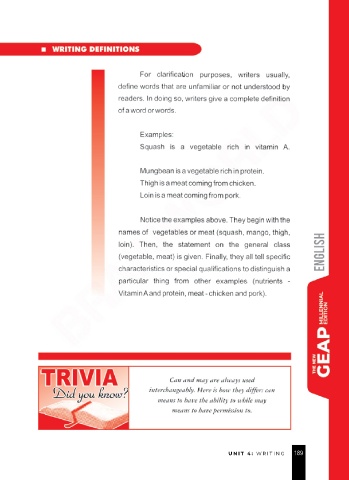 WRITING DEFINITIONS
For clarification purposes, writers usually,
define words that are unfamiliar or not understood by
readers. In doing so, writers give a complete definition
of a word or words.
Examples:
Squash is a vegetable rich in vitamin A.
Mungbean is a vegetable rich in protein.
Thigh is a meat coming from chicken.
Loin is a meat coming from pork.
Notice the examples above. They begin with the
names of vegetables or meat (squash, mango, thigh,
loin). Then, the statement on the general class
(vegetable, meat) is given. Finally, they all tell specific
characteristics or special qualifications to distinguish a
particular thing from other examples (nutrients -
Vitamin A and protein, meat - chicken and pork).
ENGLISH
THE NEW GEAP MILLENNIAL EDITION
TRIVIA
Did you know?
Can and may are always used
interchangeably. Here is how they differ: can
means to have the ability to while may
means to have permission to.
UNIT 4: WRITING 189